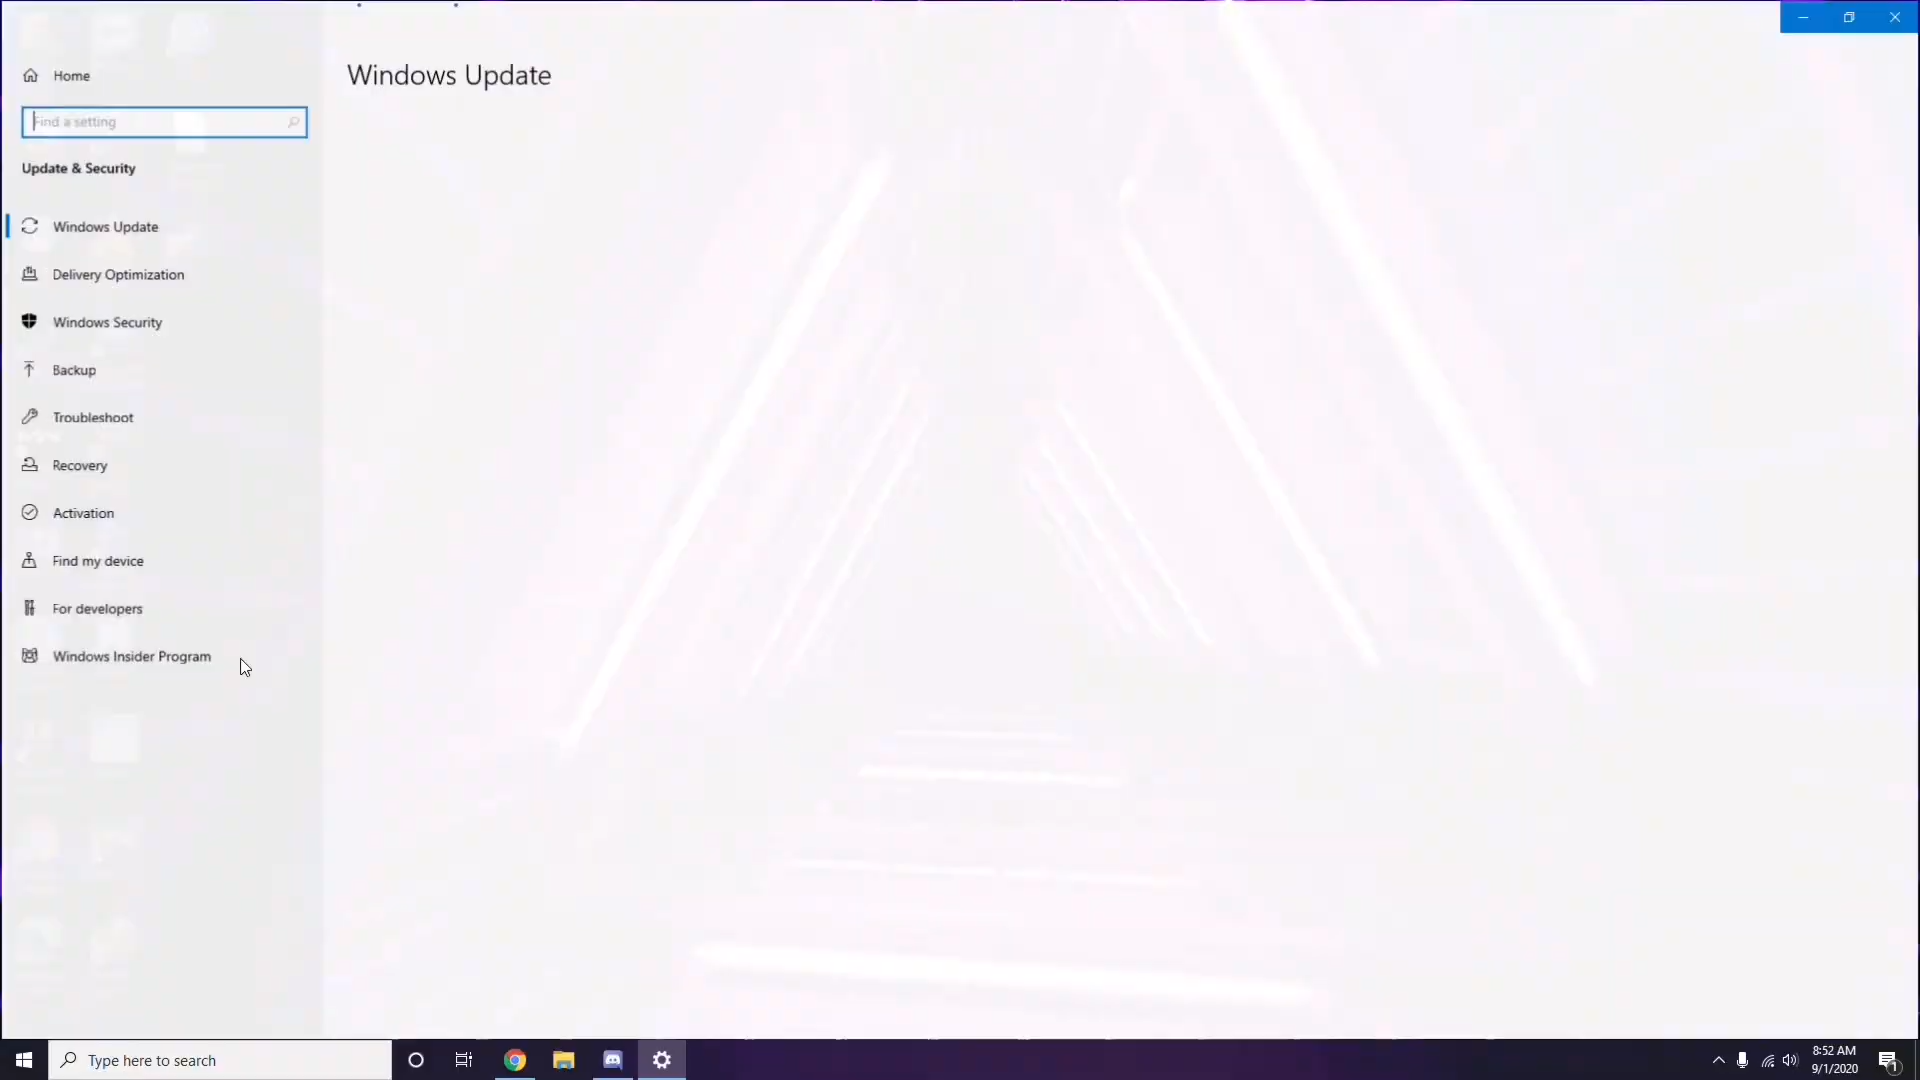 Home
Windows Update
Find a setting
Update & Security
Windows Update
Delivery Optimization
Windows Security
Backup
Troubleshoot
Recovery
Activation
Find my device
For developers
Windows Insider Program
Type here to search
8:52 AM
9/1/2020
1